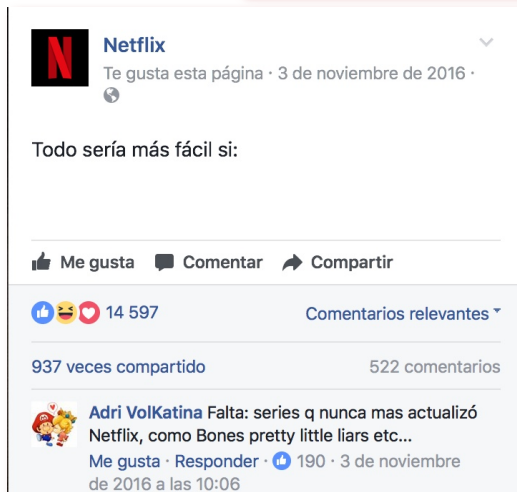 Netflix
Te gusta esta página · 3 de noviembre de 2016 ·
Todo sería más fácil si:
Me gusta Comentar Compartir
14 597 Comentarios relevantes
937 veces compartido 522 comentarios
Adri VolKatina Falta: series q nunca mas actualizó
Netflix, como Bones pretty little liars etc...
Me gusta · Responder · 190 · 3 de noviembre
de 2016 a las 10:06